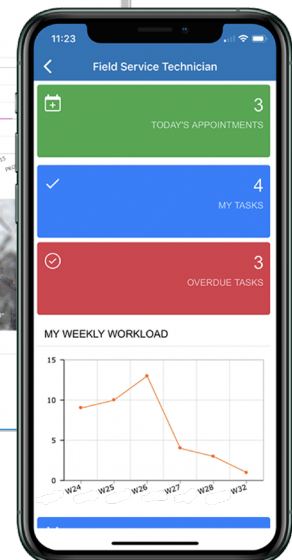 11:23
Field Service Technician
3
TODAY'S APPOINTMENTS
4
MY TASKS
3
OVERDUE TASKS
MY WEEKLY WORKLOAD
15
10
5
0
W24 W25 W26 W27 W28 W32